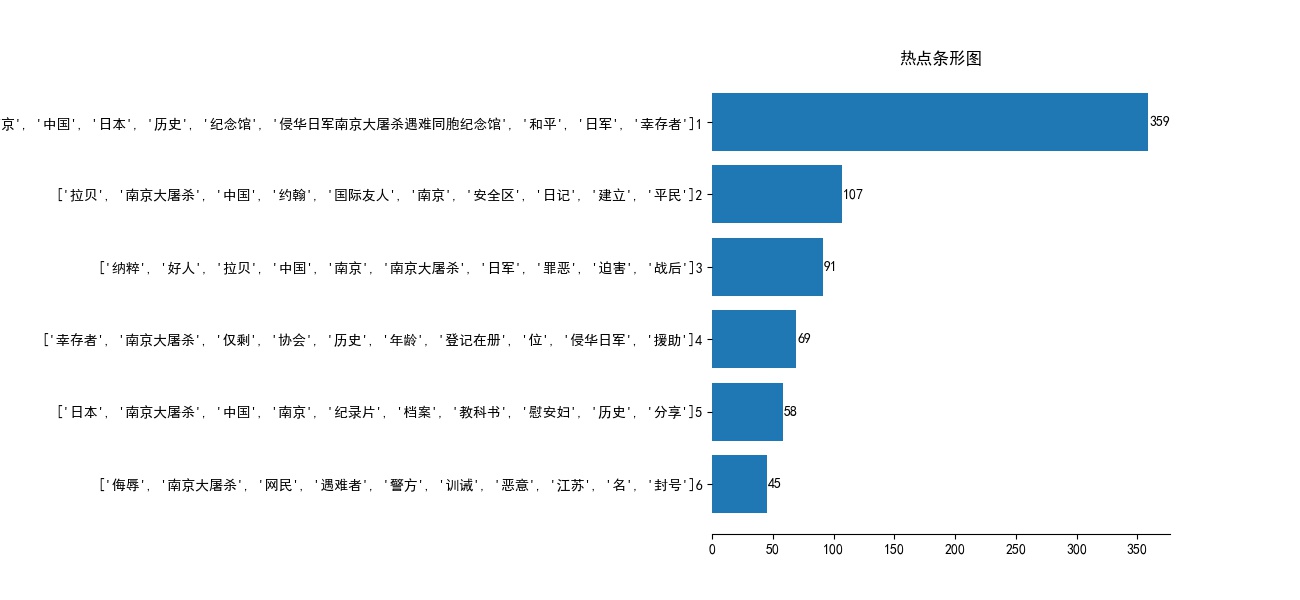 热点条形图
京', '中国', '日本', '历史', '纪念馆', '侵华日军南京大屠杀遇难同胞纪念馆', '和平', '日军', '幸存者']1
359
['拉贝', '南京大屠杀', '中国', '约翰', '国际友人', '南京', '安全区', '日记', '建立', '平民']2
107
['纳粹', '好人', '拉贝', '中国', '南京', '南京大屠杀', '日军', '罪恶', '迫害', '战后']3
91
['幸存者', '南京大屠杀', '仅剩', '协会', '历史', '年龄', '登记在册', '位', '侵华日军', '援助']4
69
['日本', '南京大屠杀', '中国', '南京', '纪录片', '档案', '教科书', '慰安妇', '历史', '分享']5
58
['侮辱', '南京大屠杀', '网民', '遇难者', '警方', '训诫', '恶意', '江苏', '名', '封号']6
45
0 50 100 150 200 250 300 350